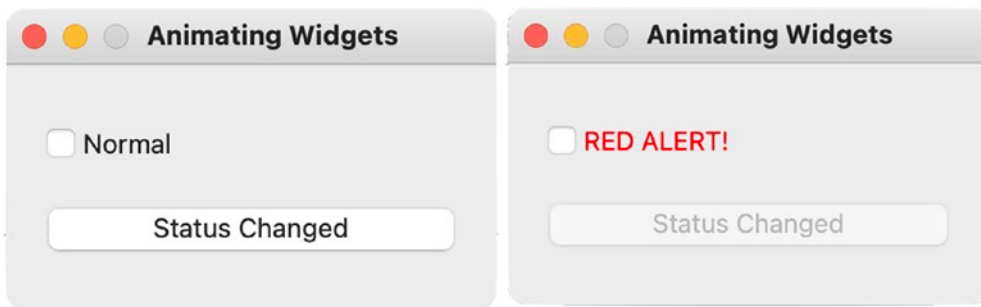 Animating Widgets
Normal
Status Changed
Animating Widgets
RED ALERT!
Status Changed